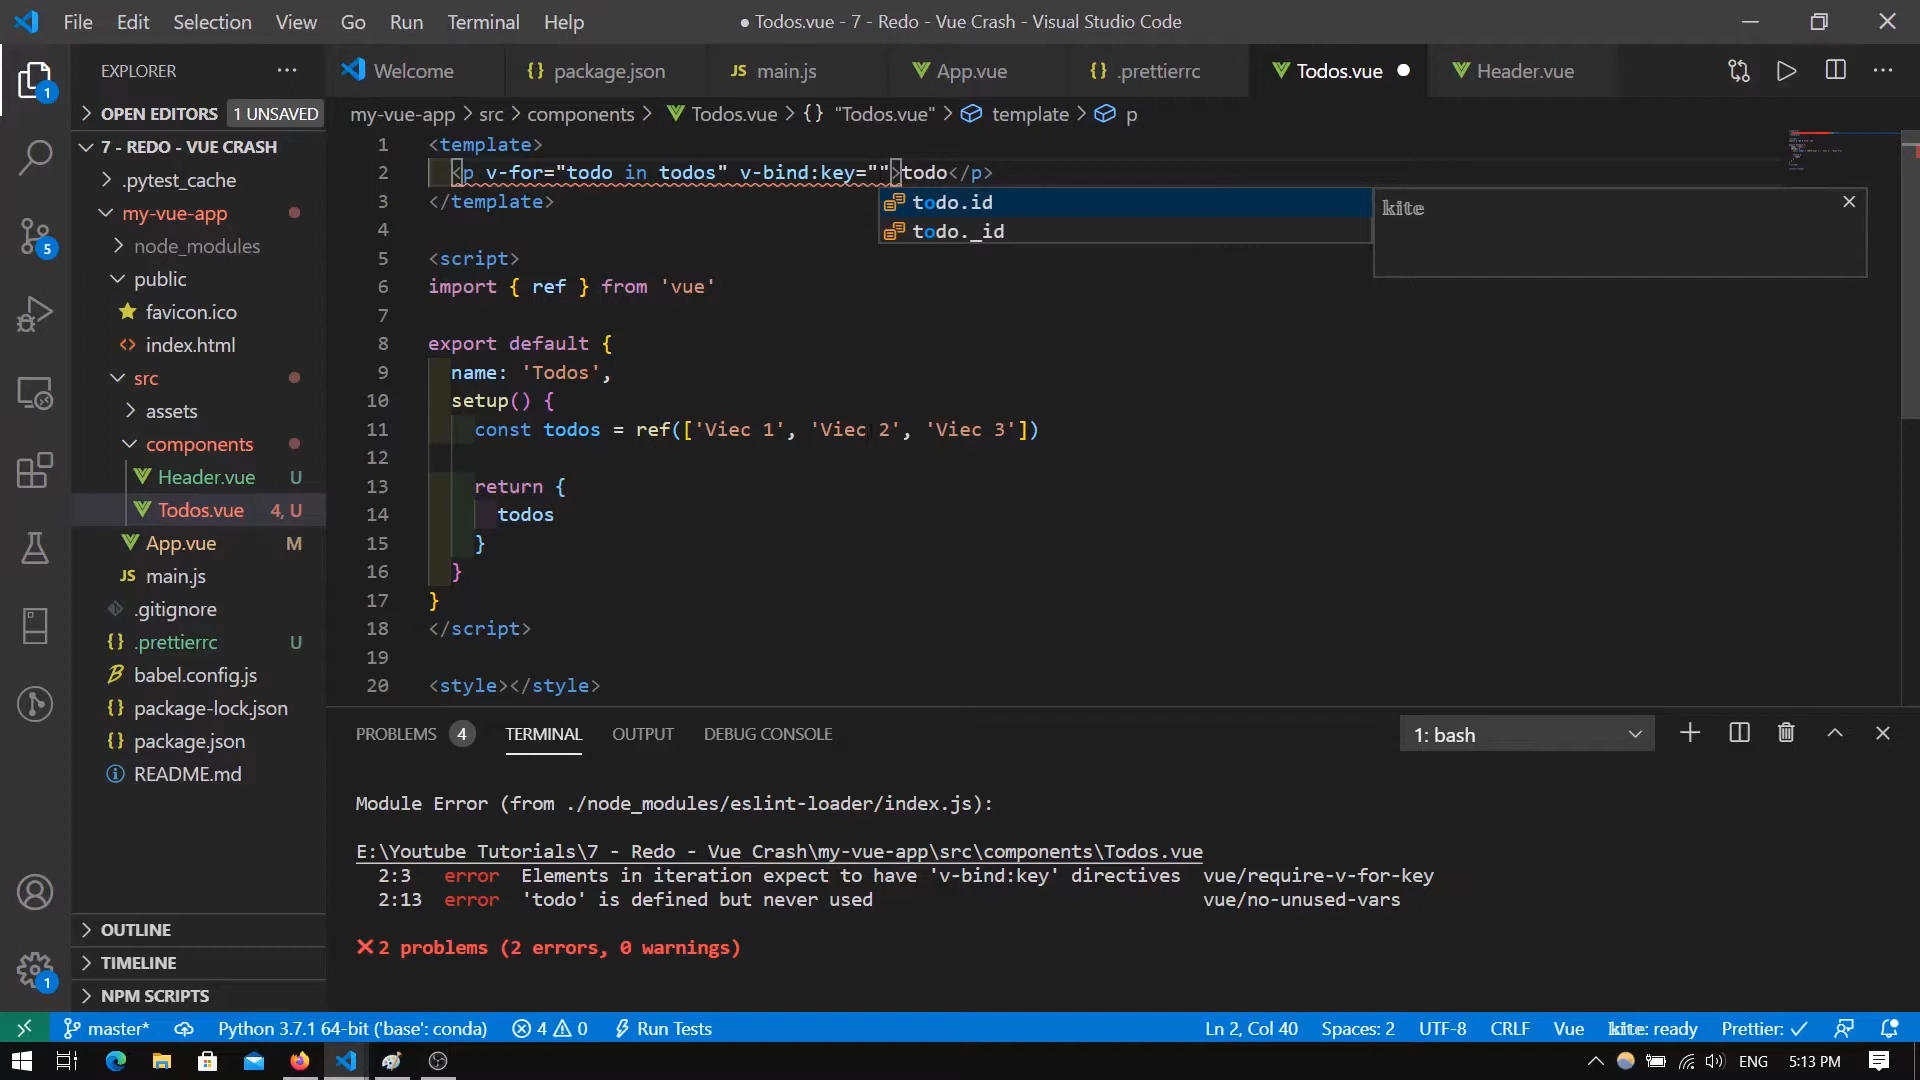 File Edit Selection View Go Run Terminal Help
● Todos.vue - 7 - Redo - Vue Crash - Visual Studio Code
EXPLORER
Welcome
{} package.json
JS main.js
App.vue
{} .prettierrc
Todos.vue ●
Header.vue
OPEN EDITORS 1 UNSAVED
my-vue-app > src > components > Todos.vue > {} "Todos.vue" > template > p
7 - REDO - VUE CRASH
.pytest_cache
my-vue-app
node_modules
public
favicon.ico
<> index.html
src
assets
components
Header.vue U
Todos.vue 4, U
App.vue M
JS main.js
.gitignore
{} .prettierrc U
babel.config.js
{} package-lock.json
{} package.json
README.md
OUTLINE
TIMELINE
NPM SCRIPTS
1
5
1
1 <template>
2 <p v-for="todo in todos" v-bind:key="">todo</p>
3 </template>
4
5 <script>
6 import { ref } from 'vue'
7
8 export default {
9 name: 'Todos',
10 setup() {
11 const todos = ref(['Viec 1', 'Viec 2', 'Viec 3'])
12
13 return {
14 todos
15 }
16 }
17 }
18 </script>
19
20 <style></style>
todo.id
todo._id
kite
PROBLEMS 4 TERMINAL OUTPUT DEBUG CONSOLE
1: bash
Module Error (from ./node_modules/eslint-loader/index.js):
E:\Youtube Tutorials\7 - Redo - Vue Crash\my-vue-app\src\components\Todos.vue
2:3 error Elements in iteration expect to have 'v-bind:key' directives vue/require-v-for-key
2:13 error 'todo' is defined but never used vue/no-unused-vars
❌2 problems (2 errors, 0 warnings)
master* Python 3.7.1 64-bit ('base': conda) 4 0 Run Tests
Ln 2, Col 40 Spaces: 2 UTF-8 CRLF Vue kite: ready Prettier: ✓
ENG 5:13 PM